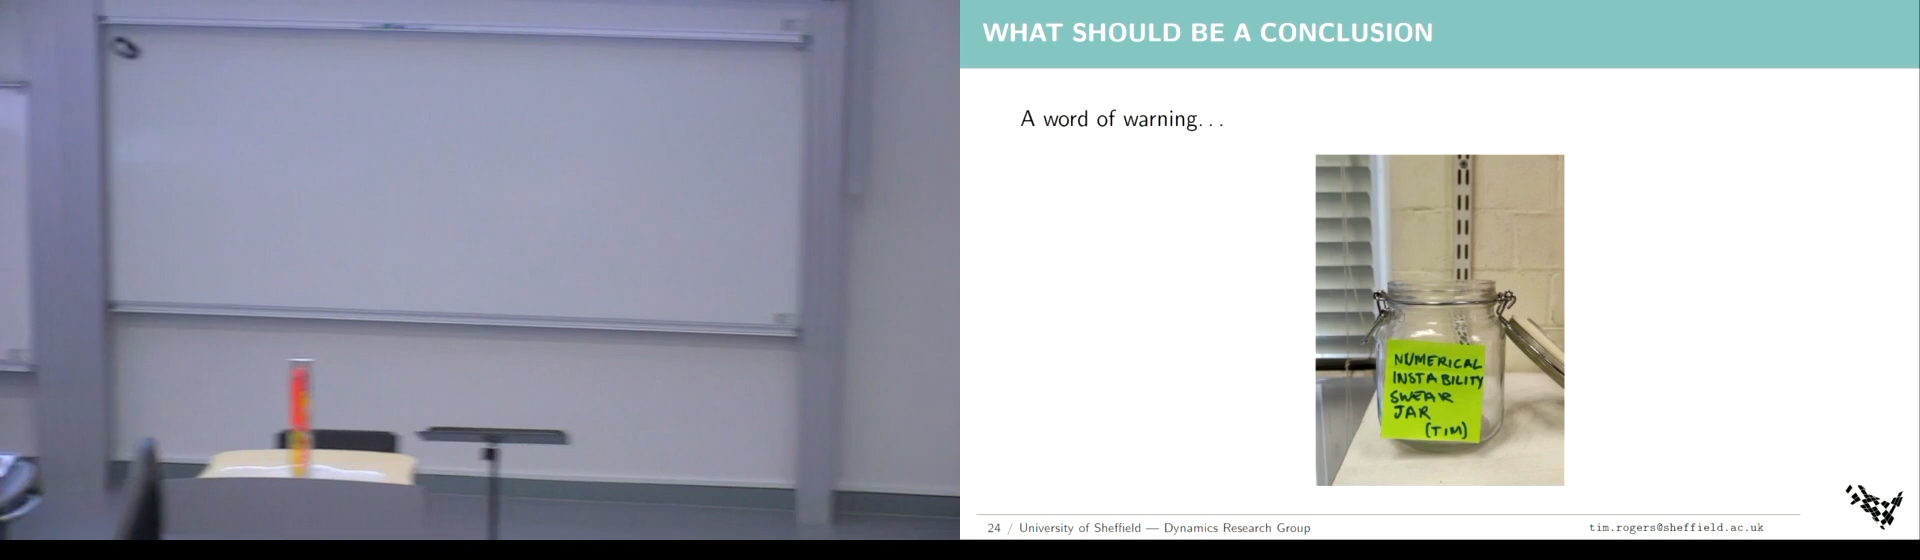 WHAT SHOULD BE A CONCLUSION
A word of warning...
NUMERICAL
INSTABILITY
SWEAR
JAR
(TIM)
24 / University of Sheffield — Dynamics Research Group
tim.rogers@sheffield.ac.uk